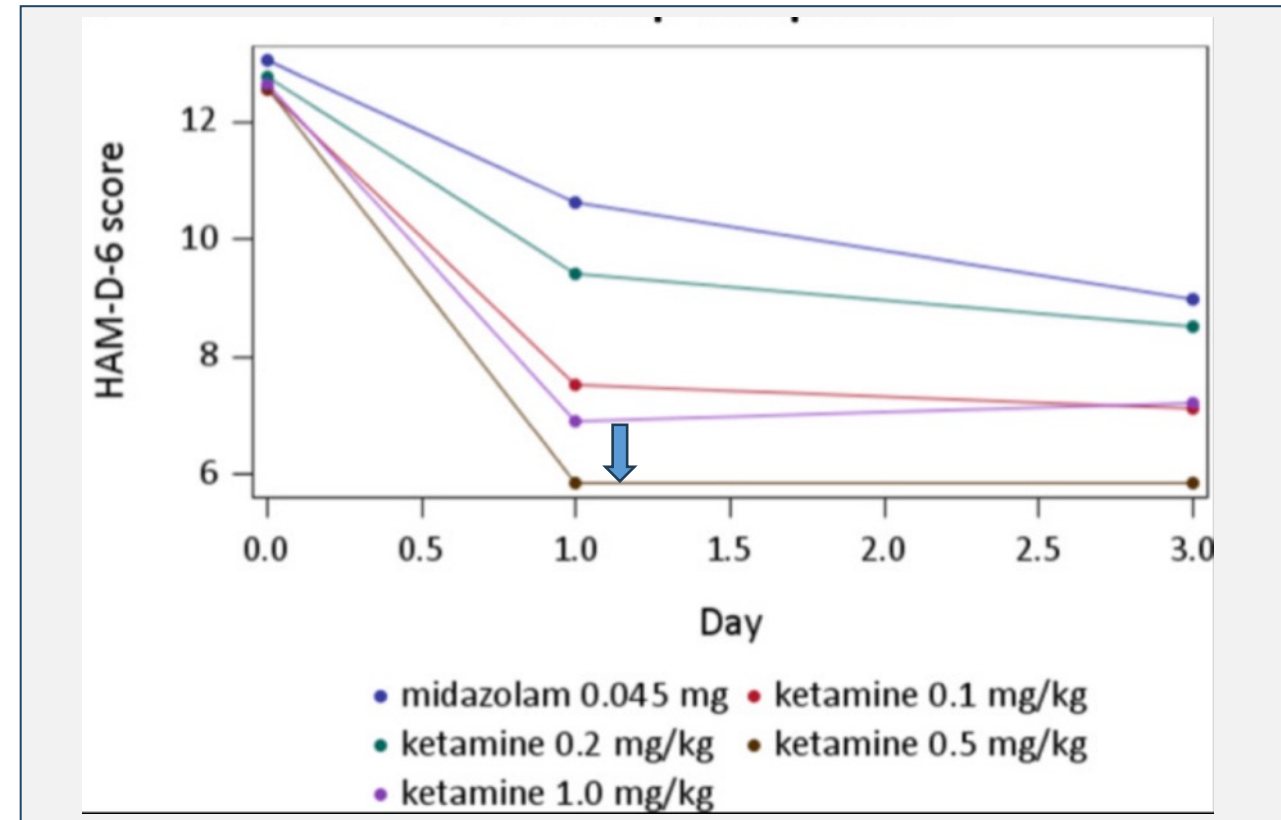 HAM-D-6 score
12
10
8
6
0.0 0.5 1.0 1.5 2.0 2.5 3.0
Day
midazolam 0.045 mg ketamine 0.1 mg/kg
ketamine 0.2 mg/kg ketamine 0.5 mg/kg
ketamine 1.0 mg/kg